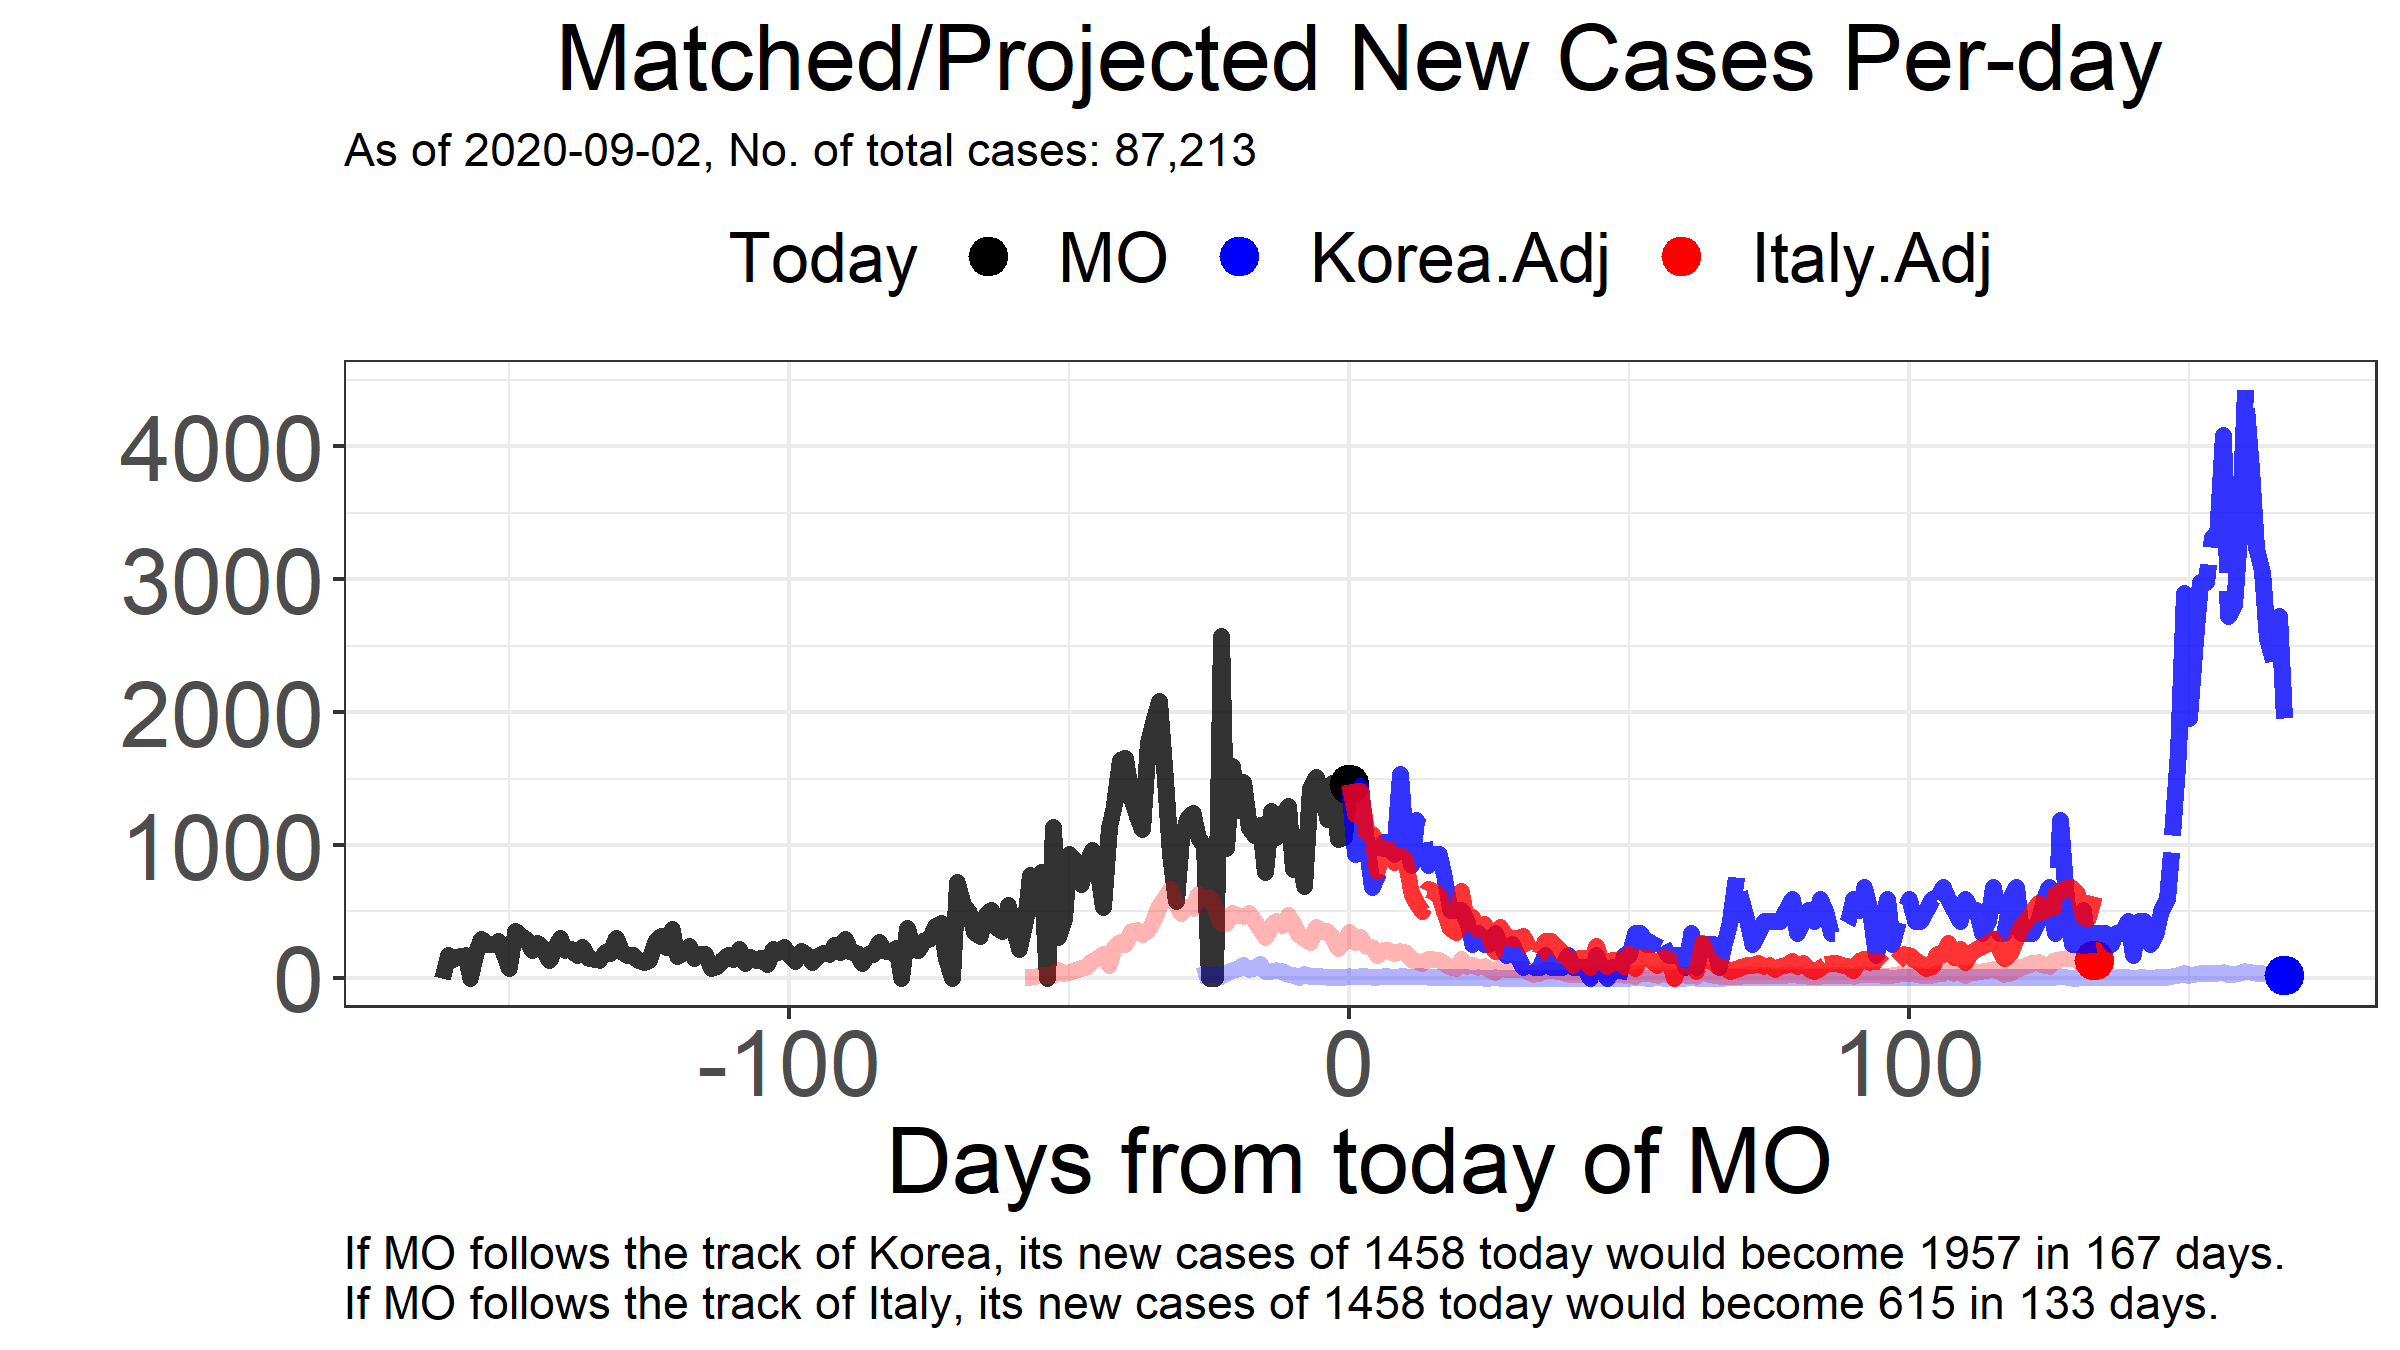 Matched/Projected New Cases Per-day
As of 2020-09-02, No. of total cases: 87,213
Today MO Korea.Adj Italy.Adj
4000
3000
2000
1000
0
-100 0 100
Days from today of MO
If MO follows the track of Korea, its new cases of 1458 today would become 1957 in 167 days.
If MO follows the track of Italy, its new cases of 1458 today would become 615 in 133 days.